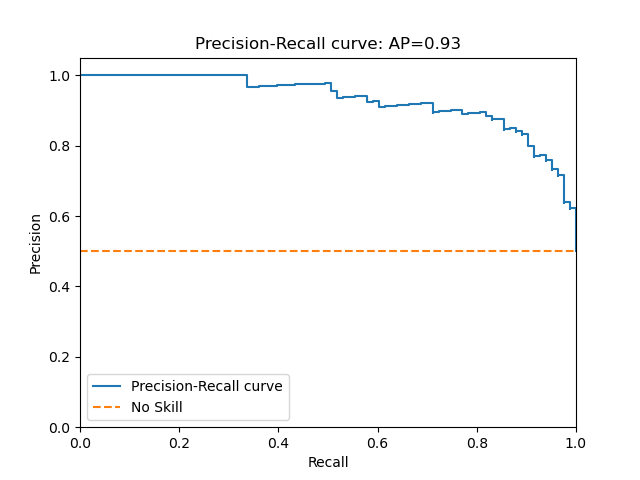 Precision-Recall curve: AP=0.93
1.0
0.8
0.6
0.4
0.2
0.0
Precision
Precision-Recall curve
No Skill
0.0 0.2 0.4 0.6 0.8 1.0
Recall